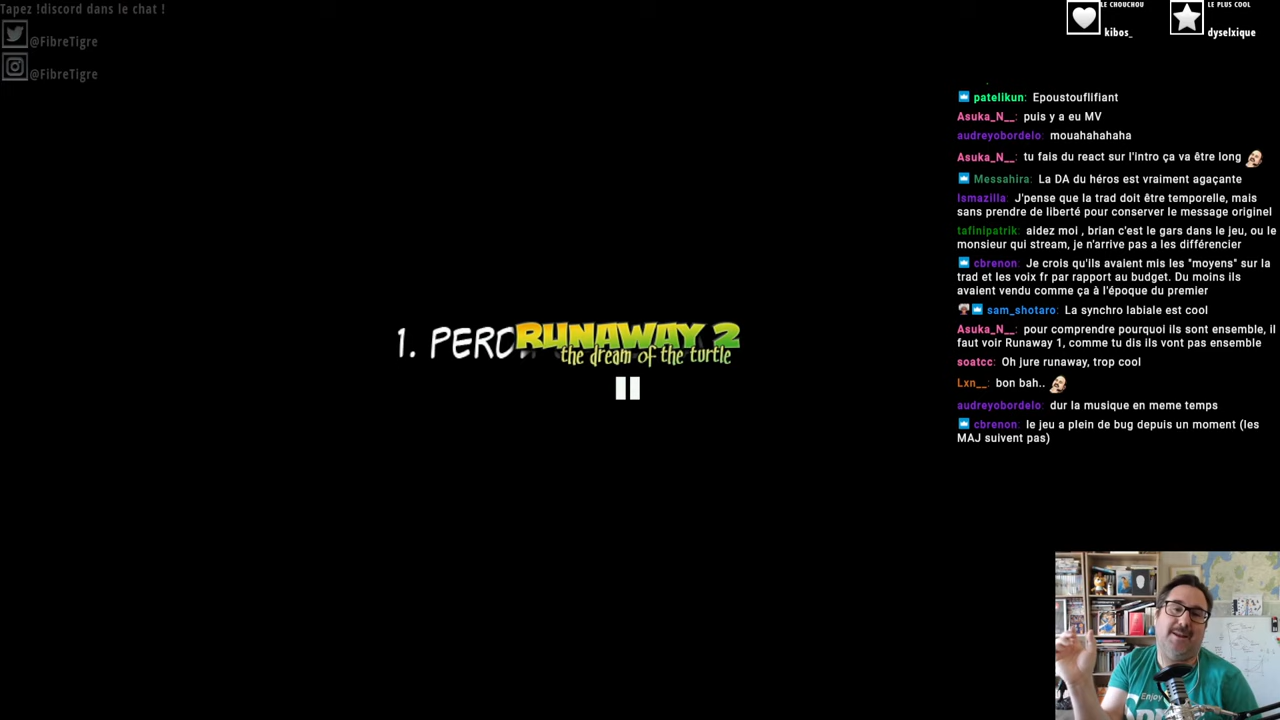 Tapez !discord dans le chat !
@FibreTigre
@FibreTigre
LE CHOUCHOU
kibos_
LE PLUS COOL
dyselxique
patelikun: Epoustouflifiant
Asuka_N__: puis y a eu MV
audreyobordelo: mouahahahaha
Asuka_N__: tu fais du react sur l'intro ça va être long
Messahira: La DA du héros est vraiment agaçante
Ismazilla: J'pense que la trad doit être temporelle, mais
sans prendre de liberté pour conserver le message originel
tafinipatrik: aidez moi , brian c'est le gars dans le jeu, ou le
monsieur qui stream, je n'arrive pas a les différencier
cbrenon: Je crois qu'ils avaient mis les "moyens" sur la
trad et les voix fr par rapport au budget. Du moins ils
avaient vendu comme ça à l'époque du premier
sam_shotaro: La synchro labiale est cool
Asuka_N__: pour comprendre pourquoi ils sont ensemble, il
faut voir Runaway 1, comme tu dis ils vont pas ensemble
soatcc: Oh jure runaway, trop cool
Lxn__: bon bah..
audreyobordelo: dur la musique en meme temps
cbrenon: le jeu a plein de bug depuis un moment (les
MAJ suivent pas)
1. PERD
RUNAWAY 2
the dream of the turtle
Enjoy